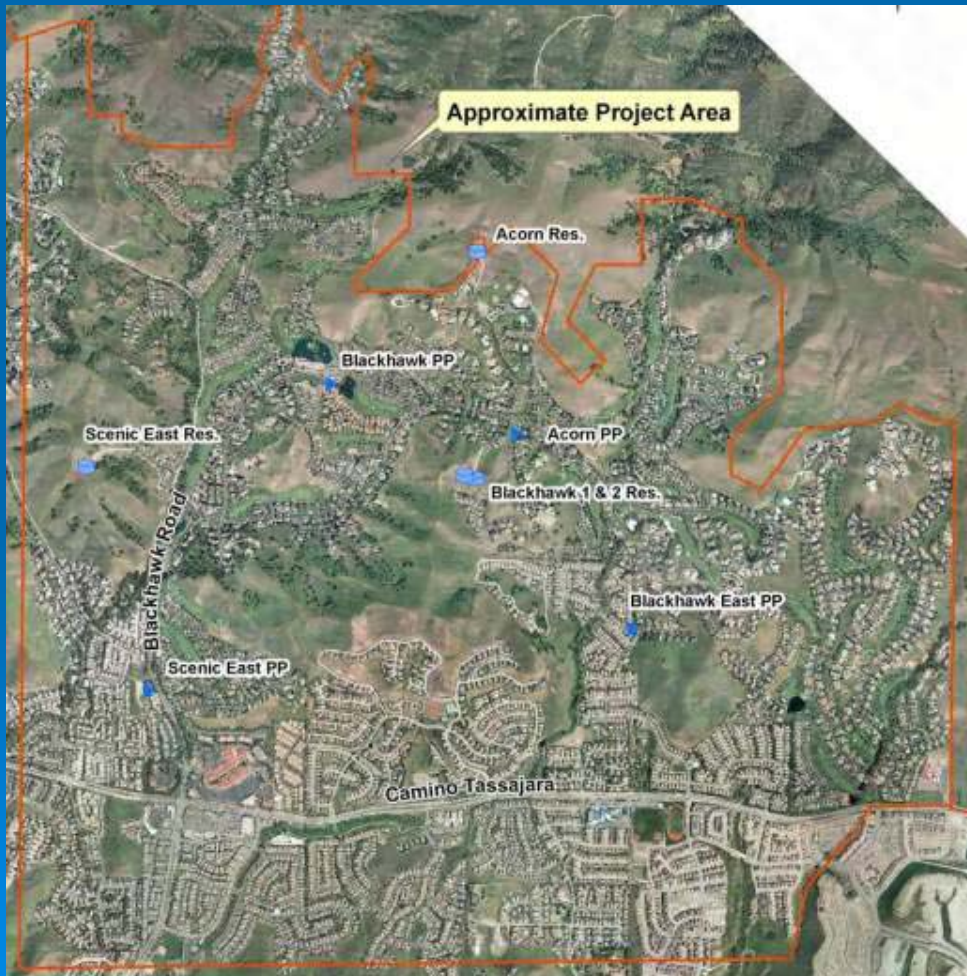 Approximate Project Area
Acorn Res.
Blackhawk PP
Scenic East Res.
Acorn PP
Blackhawk 1 & 2 Res.
Blackhawk Road
Blackhawk East PP
Scenic East PP
Camino Tassajara